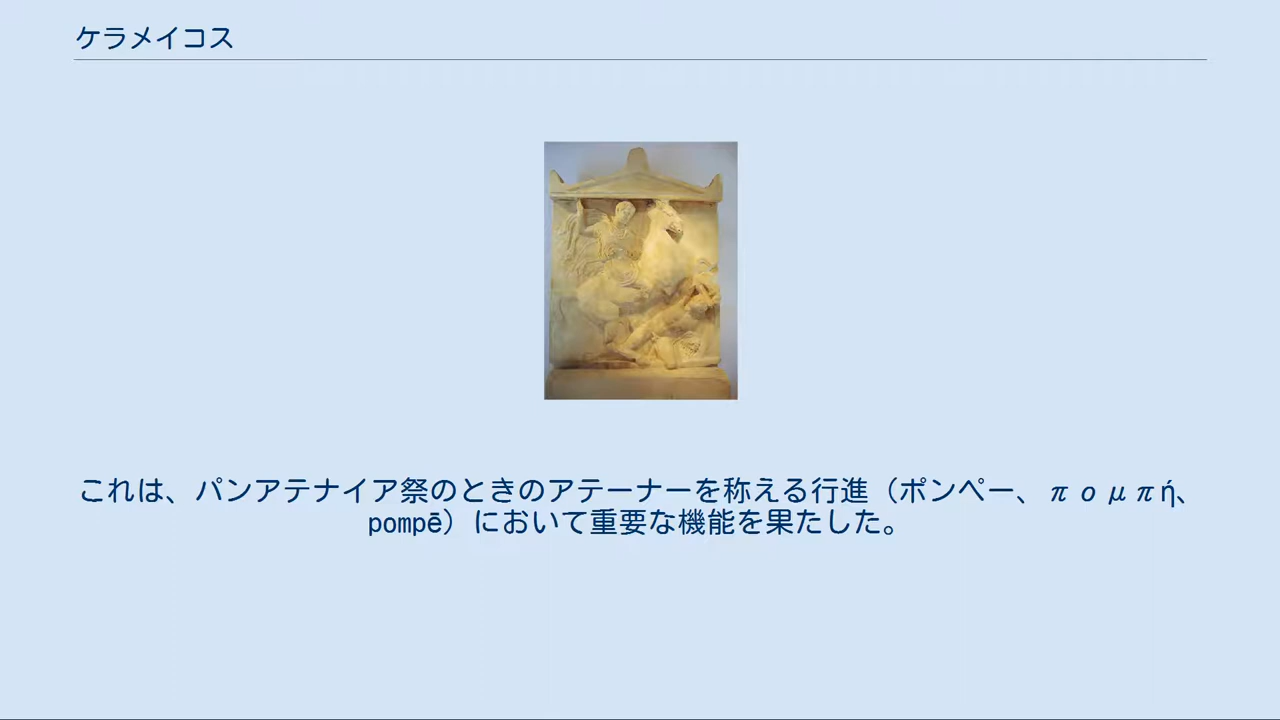 ケラメイコス
これは、パンアテナイア祭のときのアテーナーを称える行進（ポンペー、πομπή、
pompē）において重要な機能を果たした。